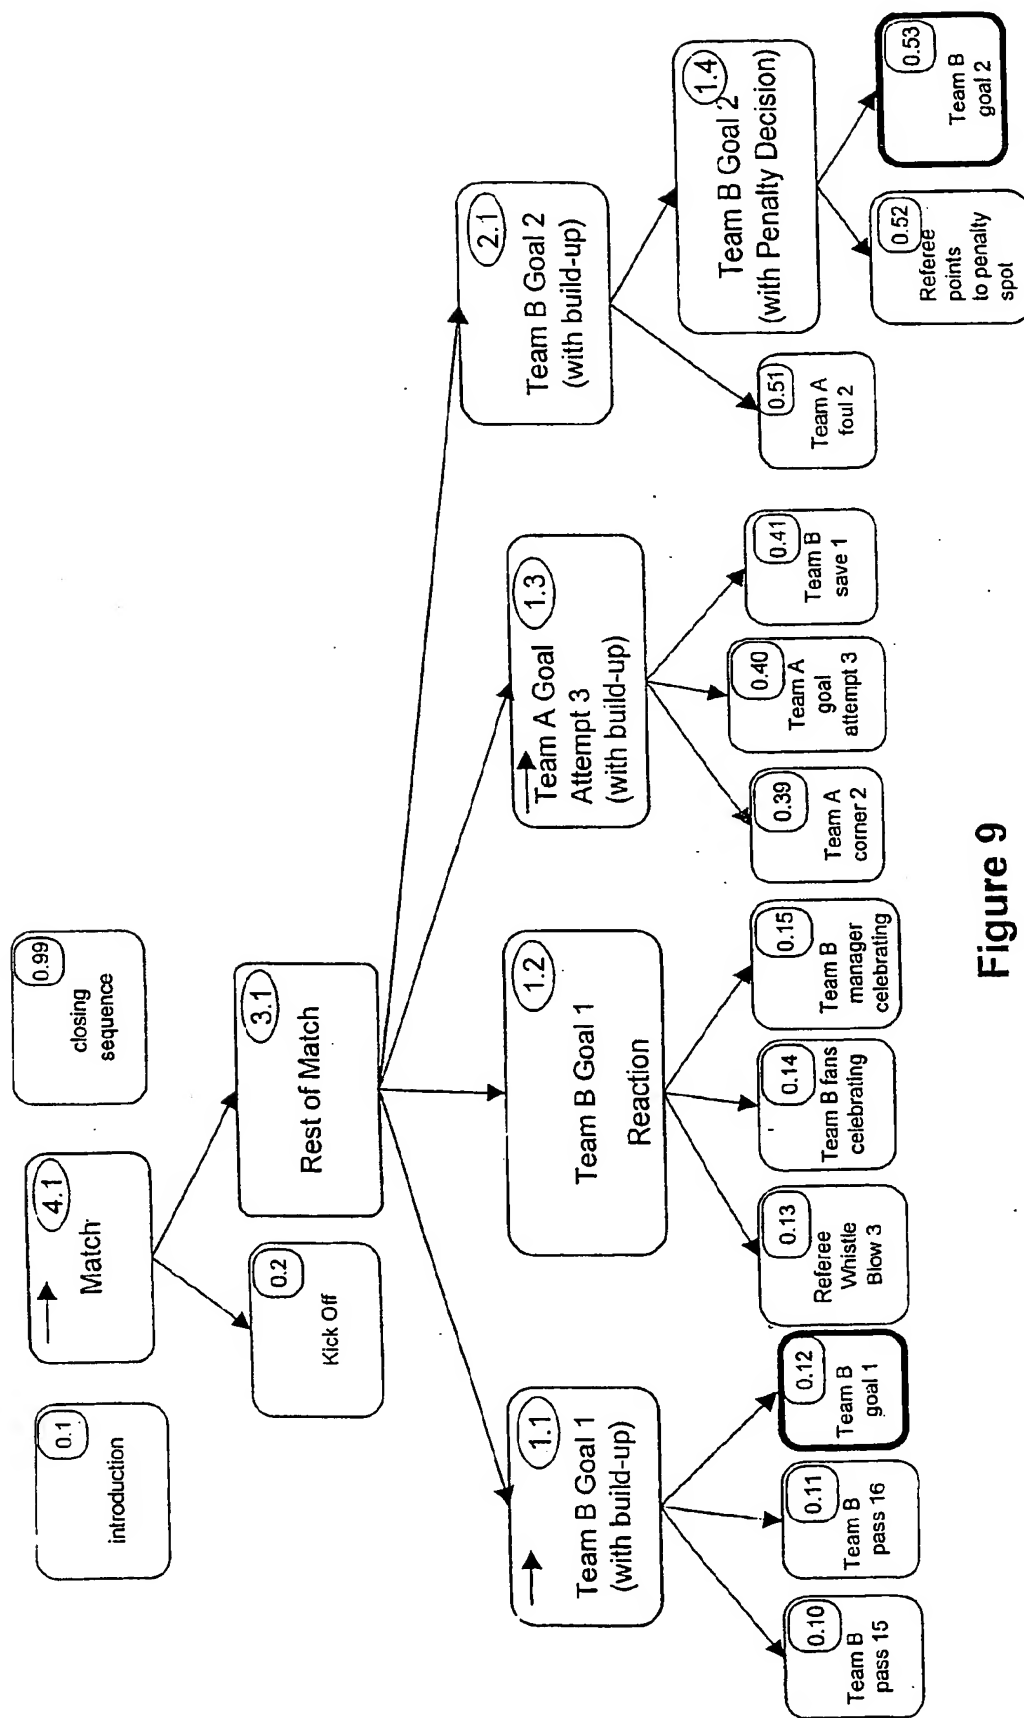 0.1
introduction
4.1
Match
0.99
closing
sequence
0.2
Kick Off
3.1
Rest of Match
1.1
Team B Goal 1
(with build-up)
1.2
Team B Goal 1
Reaction
1.3
Team A Goal
Attempt 3
(with build-up)
2.1
Team B Goal 2
(with build-up)
1.4
Team B Goal 2
(with Penalty Decision)
0.10
Team B
pass 15
0.11
Team B
pass 16
0.12
Team B
goal 1
0.13
Referee
Whistle
Blow 3
0.14
Team B fans
celebrating
0.15
Team B
manager
celebrating
0.39
Team A
corner 2
0.40
Team A
goal
attempt 3
0.41
Team B
save 1
0.51
Team A
foul 2
0.52
Referee
points
to penalty
spot
0.53
Team B
goal 2
Figure 9